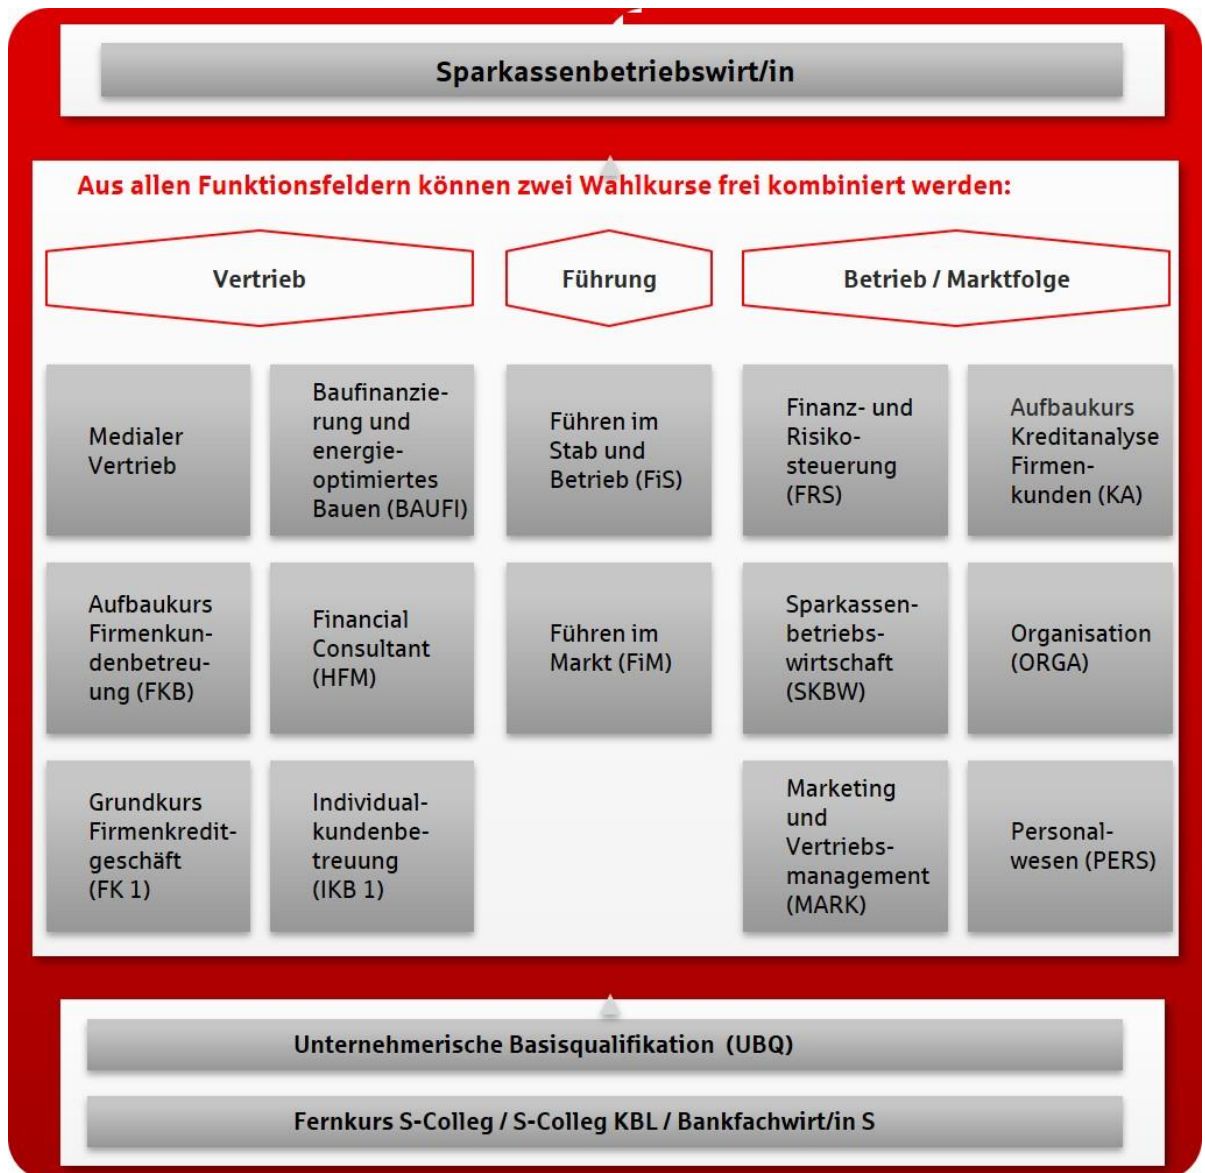 Sparkassenbetriebswirt/in
Aus allen Funktionsfeldern können zwei Wahlkurse frei kombiniert werden:
Vertrieb
Führung
Betrieb / Marktfolge
Medialer
Vertrieb
Baufinanzie-
rung und
energie-
optimiertes
Bauen (BAUFI)
Führen im
Stab und
Betrieb (FiS)
Finanz- und
Risiko-
steuerung
(FRS)
Aufbaukurs
Kreditanalyse
Firmen-
kunden (KA)
Aufbaukurs
Firmenkun-
denbetreu-
ung (FKB)
Financial
Consultant
(HFM)
Führen im
Markt (FiM)
Sparkassen-
betriebs-
wirtschaft
(SKBW)
Organisation
(ORGA)
Grundkurs
Firmenkredit-
geschäft
(FK 1)
Individual-
kundenbe-
treuung
(IKB 1)
Marketing
und
Vertriebs-
management
(MARK)
Personal-
wesen (PERS)
Unternehmerische Basisqualifikation (UBQ)
Fernkurs S-Colleg / S-Colleg KBL / Bankfachwirt/in S